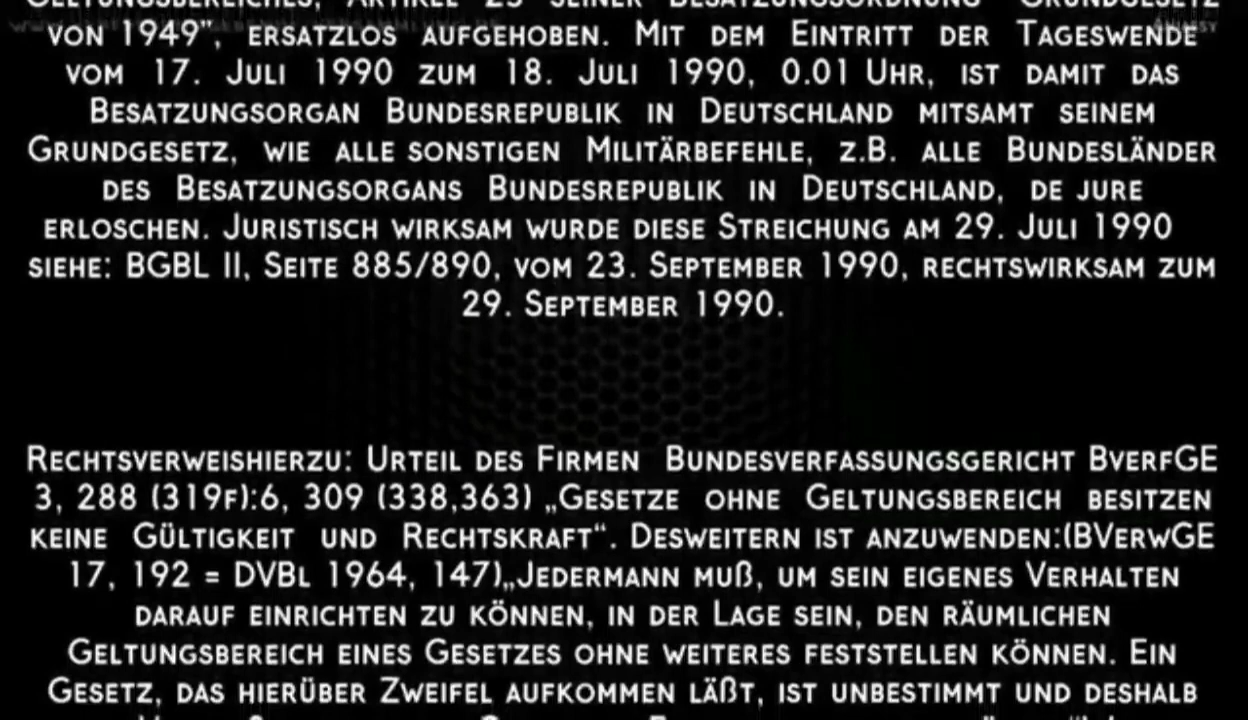 GELTUNGSBEREICHES, ARTIKEL 23 SEINER BESATZUNGSORDNUNG "GRUNDGESETZ
VON 1949", ERSATZLOS AUFGEHOBEN. MIT DEM EINTRITT DER TAGESWENDE
VOM 17. JULI 1990 ZUM 18. JULI 1990, 0.01 UHR, IST DAMIT DAS
BESATZUNGSORGAN BUNDESREPUBLIK IN DEUTSCHLAND MITSAMT SEINEM
GRUNDGESETZ, WIE ALLE SONSTIGEN MILITÄRBEFEHLE, Z.B. ALLE BUNDESLÄNDER
DES BESATZUNGSORGANS BUNDESREPUBLIK IN DEUTSCHLAND, DE JURE
ERLOSCHEN. JURISTISCH WIRKSAM WURDE DIESE STREICHUNG AM 29. JULI 1990
SIEHE: BGBL II, SEITE 885/890, VOM 23. SEPTEMBER 1990, RECHTSWIRKSAM ZUM
29. SEPTEMBER 1990.
RECHTSVERWEISHIERZU: URTEIL DES FIRMEN BUNDESVERFASSUNGSGERICHT BVERFGE
3, 288 (319F):6, 309 (338,363) „GESETZE OHNE GELTUNGSBEREICH BESITZEN
KEINE GÜLTIGKEIT UND RECHTSKRAFT“. DESWEITERN IST ANZUWENDEN:(BVERWGE
17, 192 = DVBL 1964, 147)„JEDERMANN MUß, UM SEIN EIGENES VERHALTEN
DARAUF EINRICHTEN ZU KÖNNEN, IN DER LAGE SEIN, DEN RÄUMLICHEN
GELTUNGSBEREICH EINES GESETZES OHNE WEITERES FESTSTELLEN KÖNNEN. EIN
GESETZ, DAS HIERÜBER ZWEIFEL AUFKOMMEN LÄßT, IST UNBESTIMMT UND DESHALB